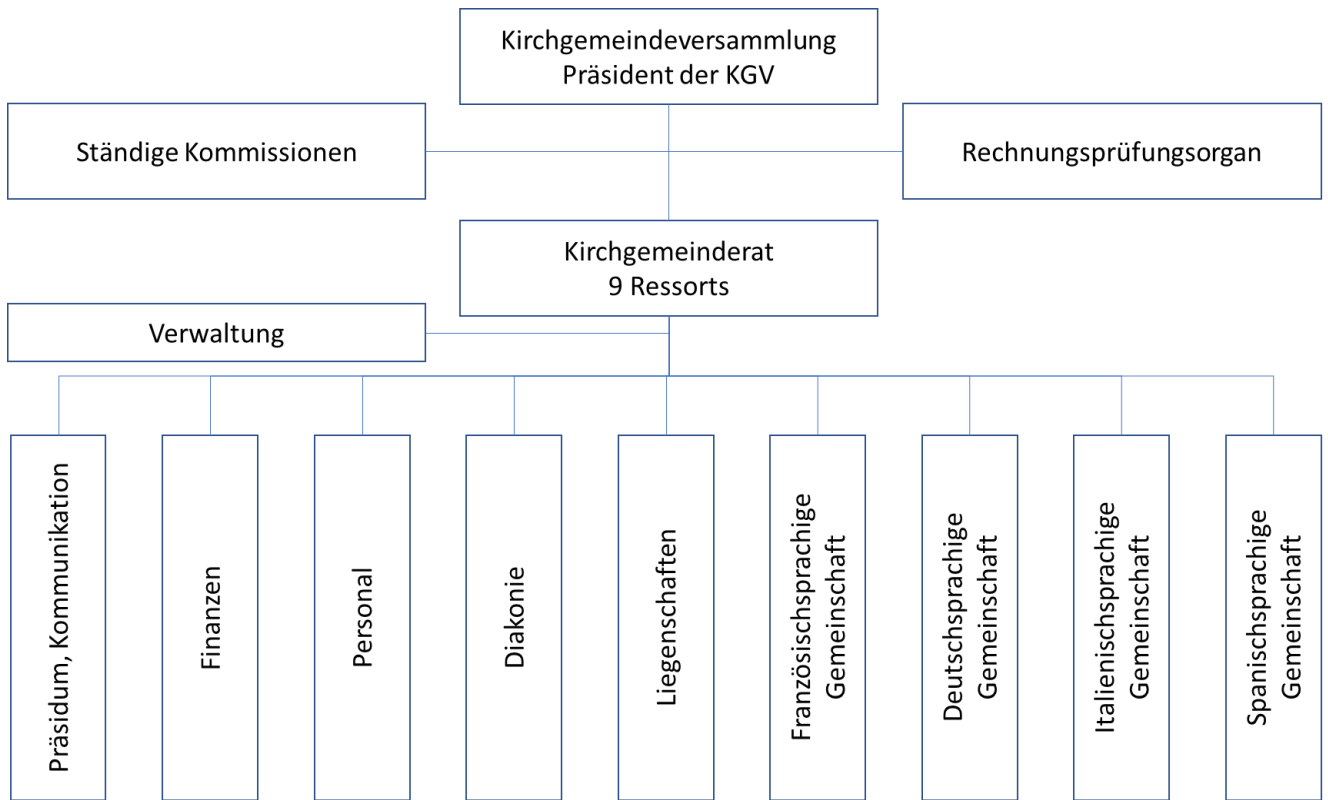 Kirchgemeindeversammlung
Präsident der KGV
Ständige Kommissionen
Rechnungsprüfungsorgan
Kirchgemeinderat
9 Ressorts
Verwaltung
Präsidum, Kommunikation
Finanzen
Personal
Diakonie
Liegenschaften
Französischsprachige
Gemeinschaft
Deutschsprachige
Gemeinschaft
Italienischsprachige
Gemeinschaft
Spanischsprachige
Gemeinschaft